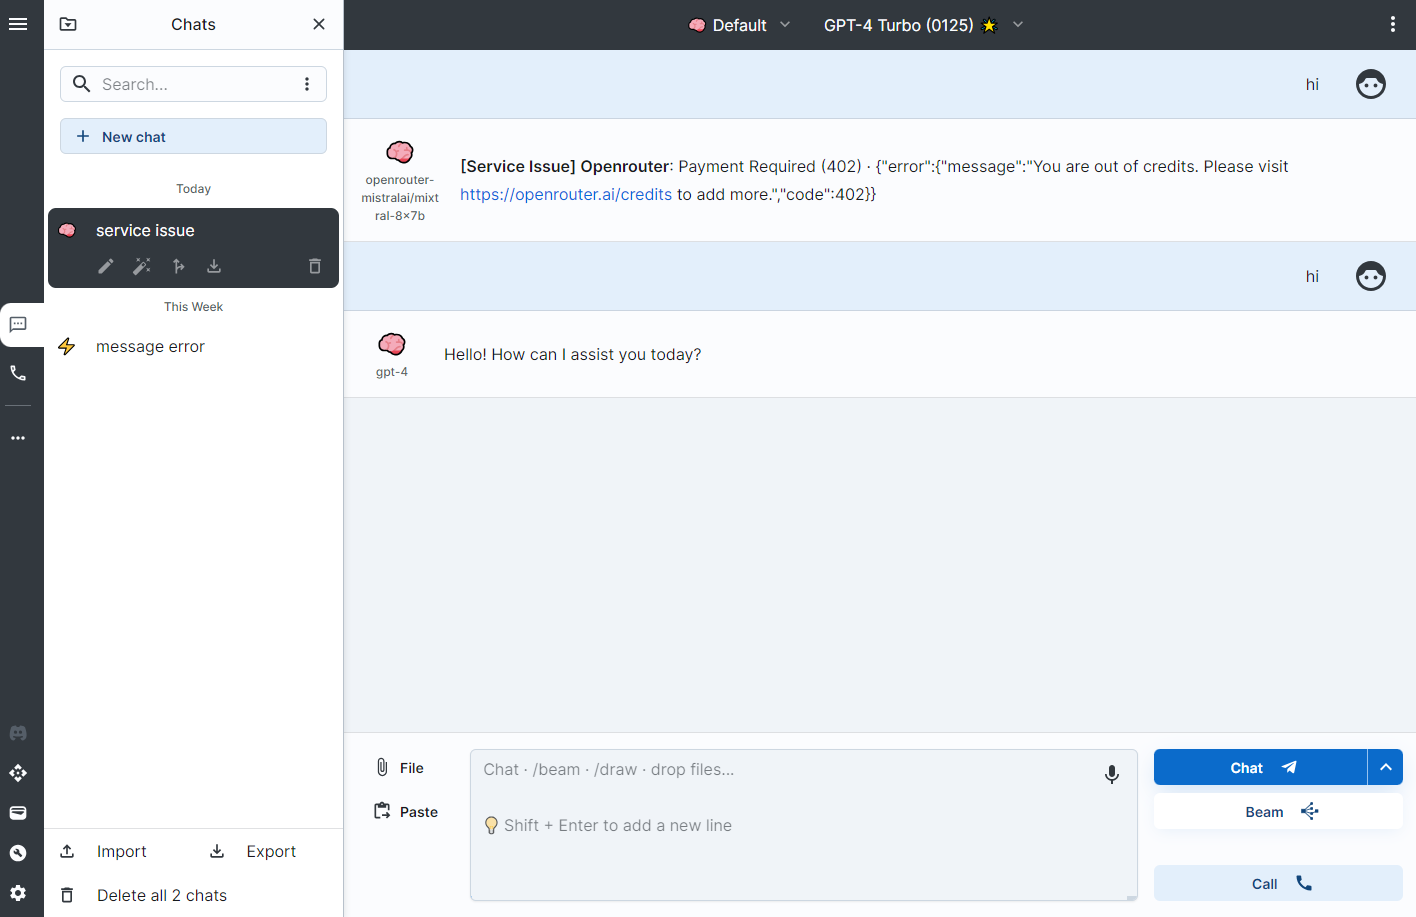 Chats
Default
GPT-4 Turbo (0125)
Search...
New chat
Today
service issue
This Week
message error
Import
Export
Delete all 2 chats
hi
openrouter-
mistralai/mixt
ral-8x7b
[Service Issue] Openrouter: Payment Required (402) · {"error":{"message":"You are out of credits. Please visit
https://openrouter.ai/credits to add more.","code":402}}
hi
gpt-4
Hello! How can I assist you today?
File
Paste
Chat · /beam · /draw · drop files...
Shift + Enter to add a new line
Chat
Beam
Call